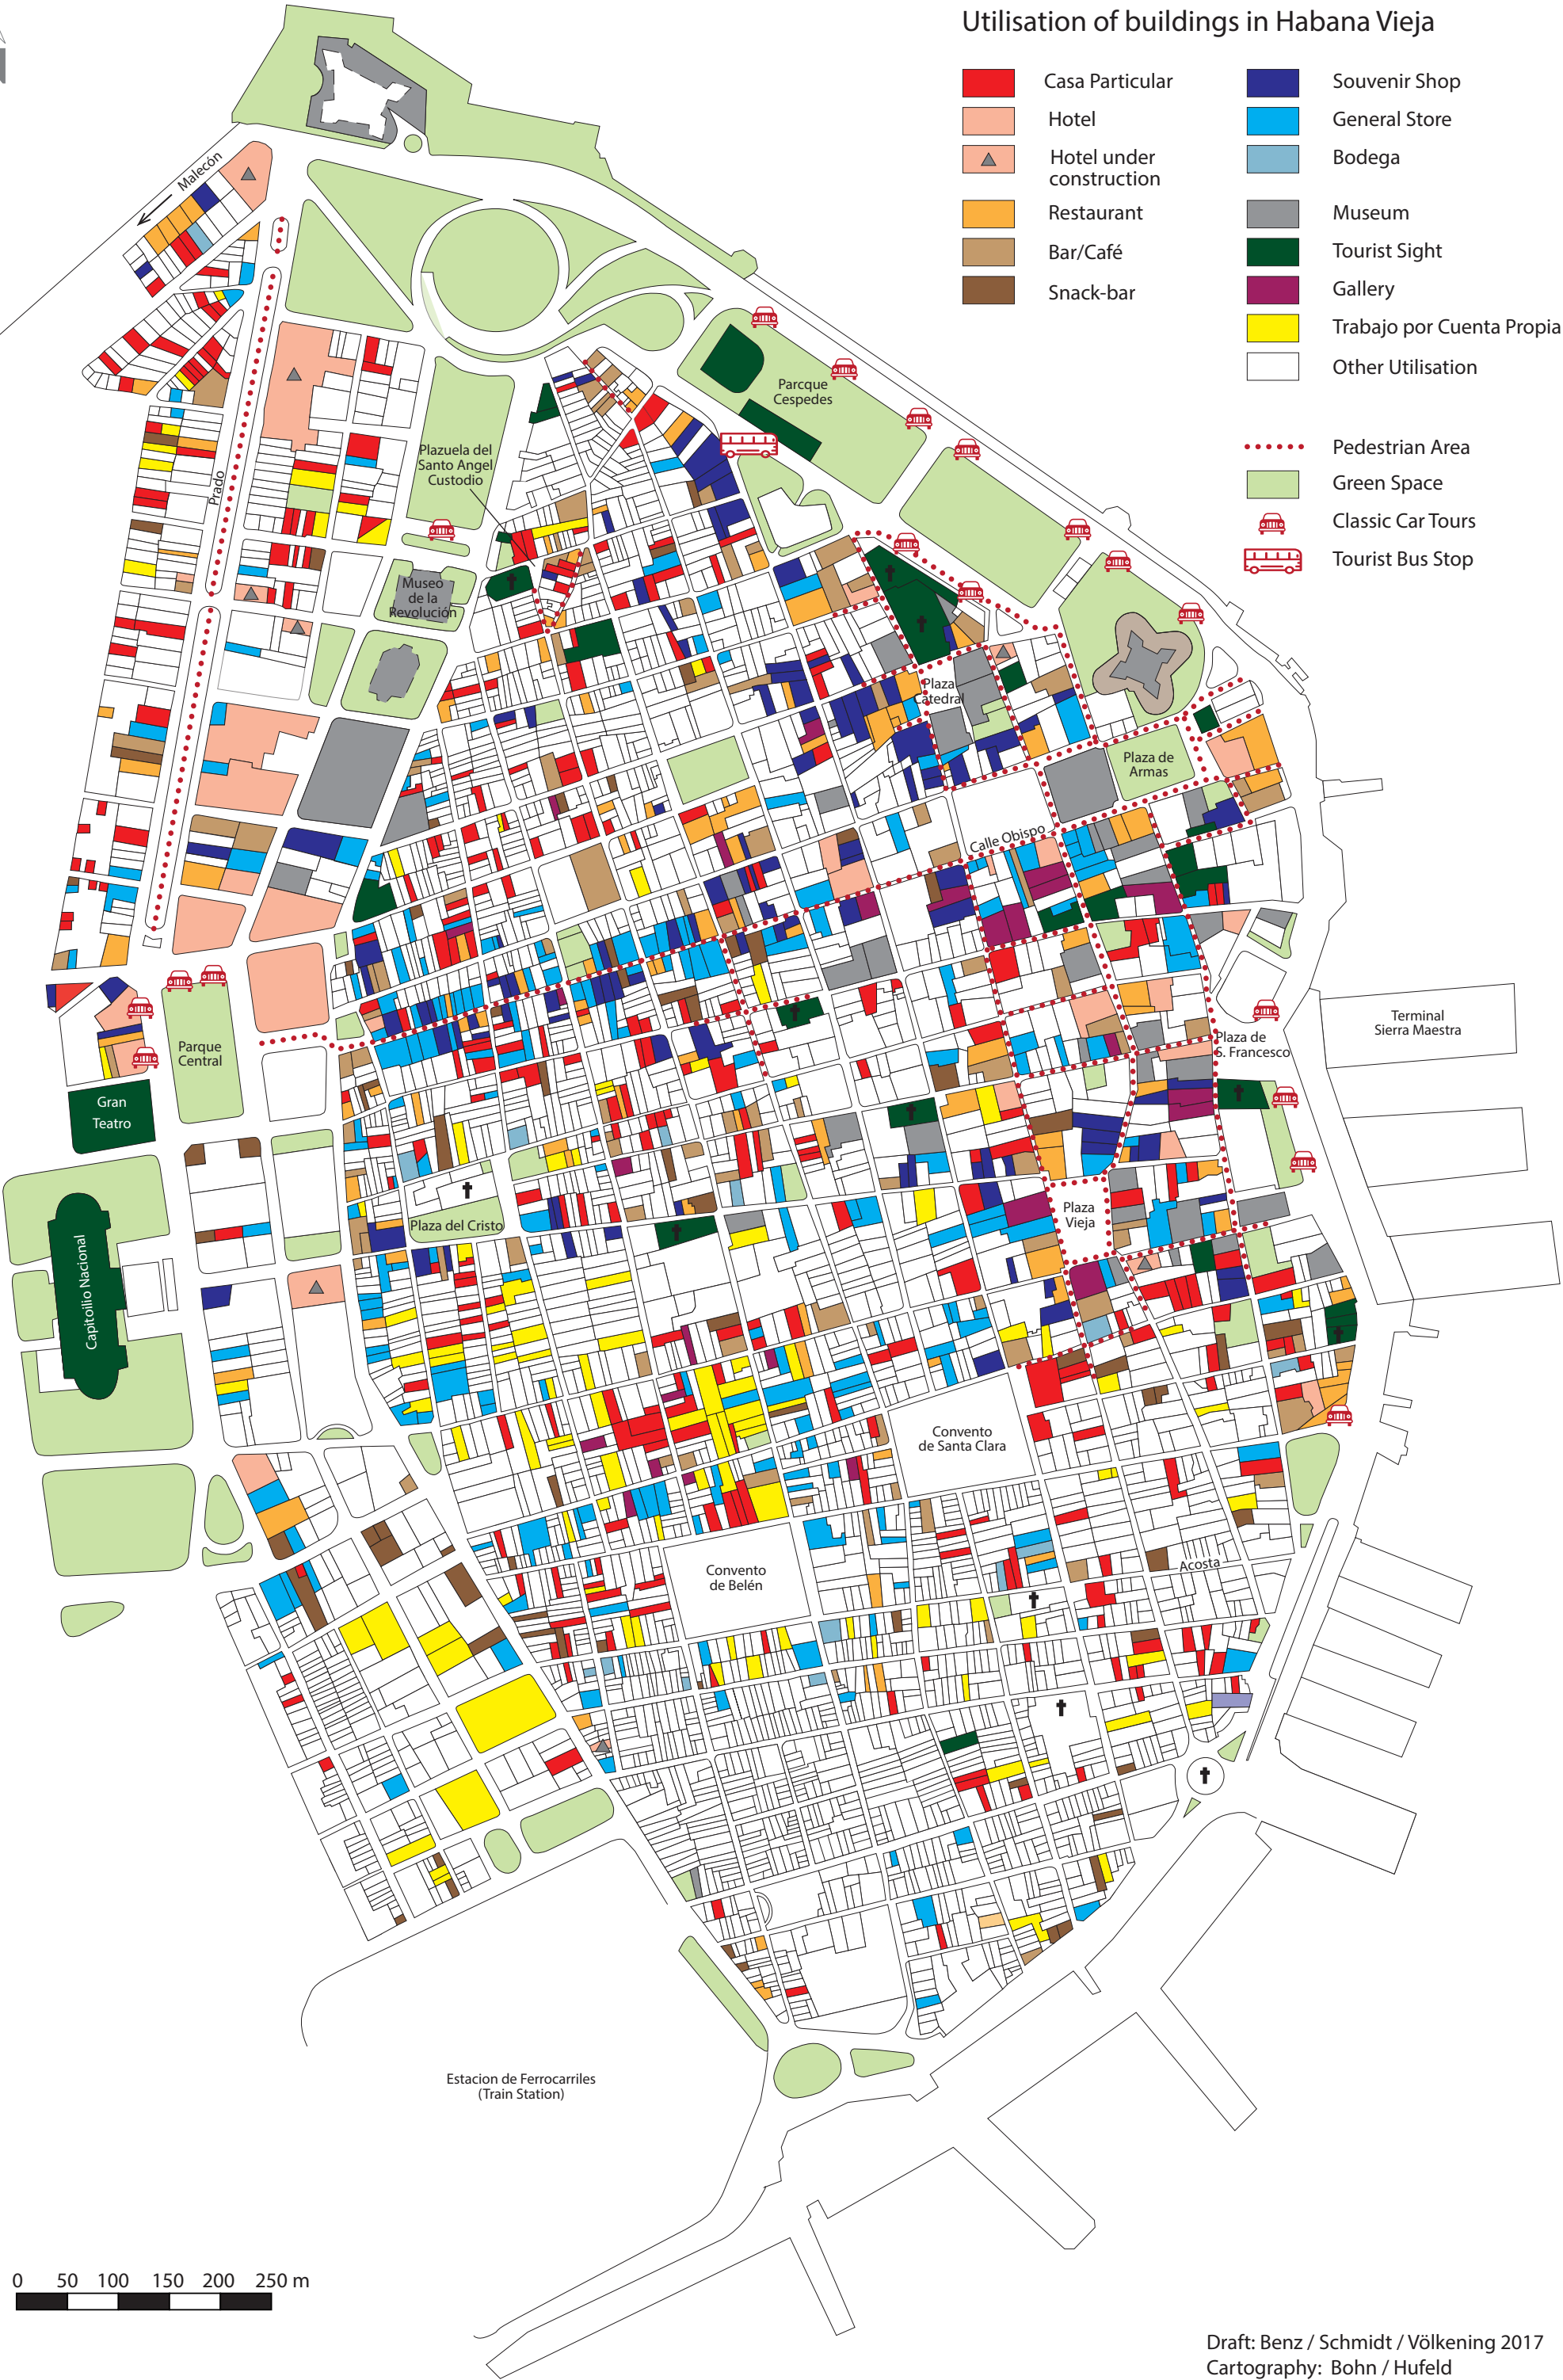 Utilisation of buildings in Habana Vieja
Casa Particular
Hotel
Hotel under
construction
Restaurant
Bar/Café
Snack-bar
Souvenir Shop
General Store
Bodega
Museum
Tourist Sight
Gallery
Trabajo por Cuenta Propia
Other Utilisation
Pedestrian Area
Green Space
Classic Car Tours
Tourist Bus Stop
Malecón
Parcque
Cespedes
Plazuela del
Santo Angel
Custodio
Prado
Museo
de la
Revolución
Plaza
Catedral
Plaza de
Armas
Calle Obispo
Terminal
Sierra Maestra
Plaza de
S. Francesco
Parque
Central
Gran
Teatro
Plaza
Vieja
Plaza del Cristo
Capitolilo Nacional
Convento
de Santa Clara
Convento
de Belén
Acosta
Estacion de Ferrocarriles
(Train Station)
0 50 100 150 200 250 m
Draft: Benz / Schmidt / Völkening 2017
Cartography: Bohn / Hufeld